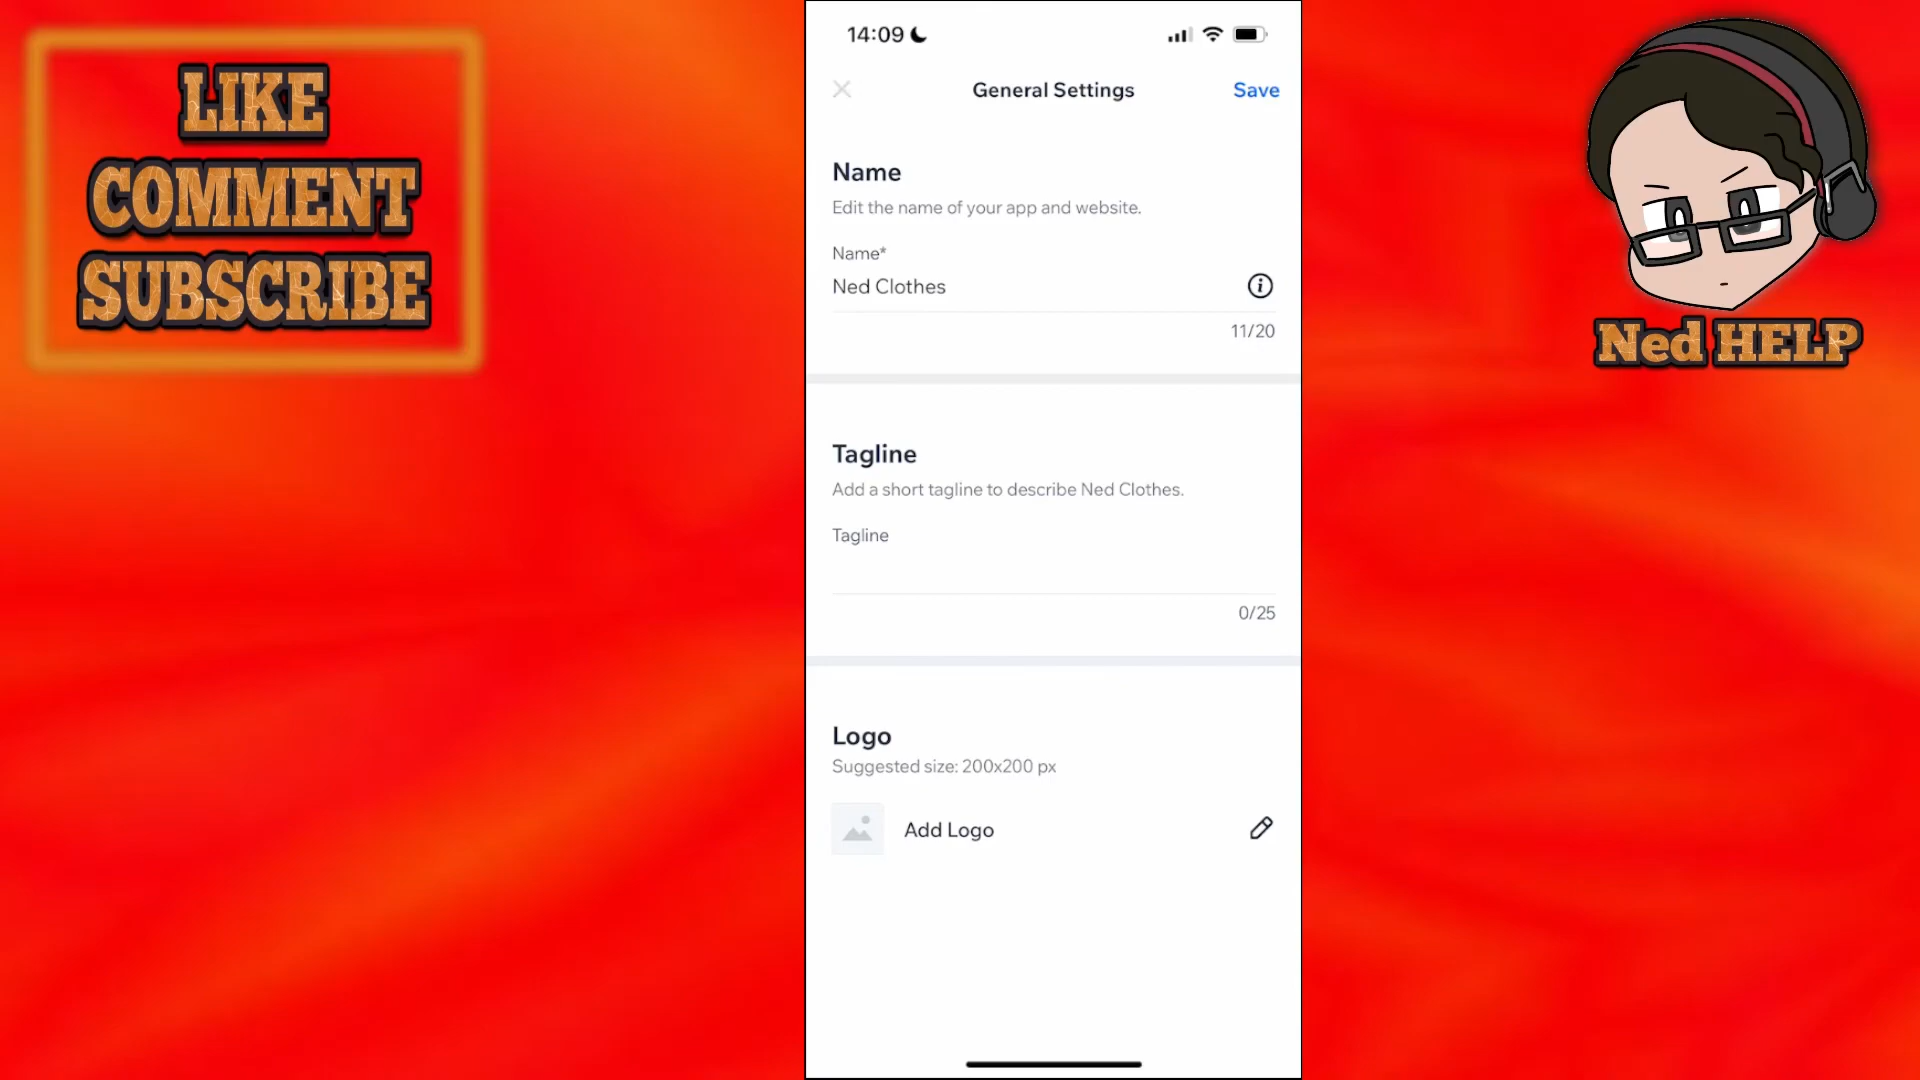 LIKE
COMMENT
SUBSCRIBE
14:09
General Settings
Save
Name
Edit the name of your app and website.
Name*
Ned Clothes
11/20
Tagline
Add a short tagline to describe Ned Clothes.
Tagline
0/25
Logo
Suggested size: 200x200 px
Add Logo
Ned HELP